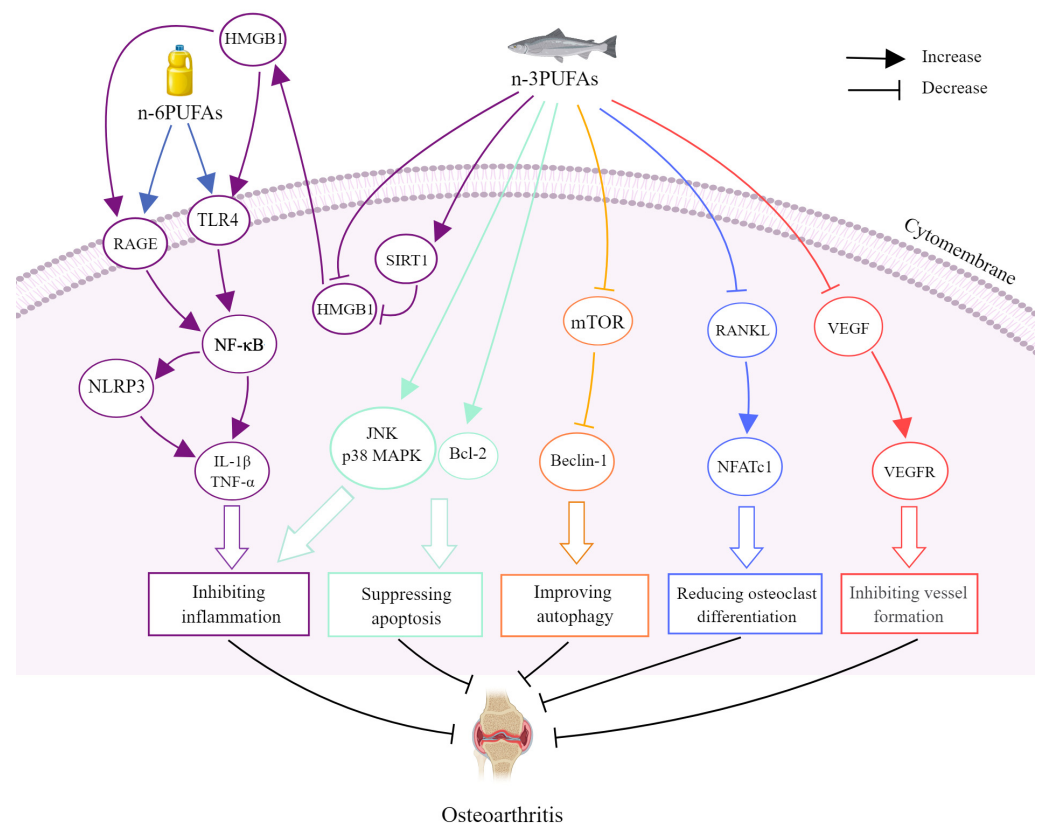 HMGB1
n-6PUFAs
n-3PUFAs
Increase
Decrease
Cytomembrane
RAGE
TLR4
SIRT1
HMGB1
NF-κB
NLRP3
IL-1β
TNF-α
JNK
p38 MAPK
Bcl-2
mTOR
Beclin-1
RANKL
NFATc1
VEGF
VEGFR
Inhibiting
inflammation
Suppressing
apoptosis
Improving
autophagy
Reducing osteoclast
differentiation
Inhibiting vessel
formation
Osteoarthritis